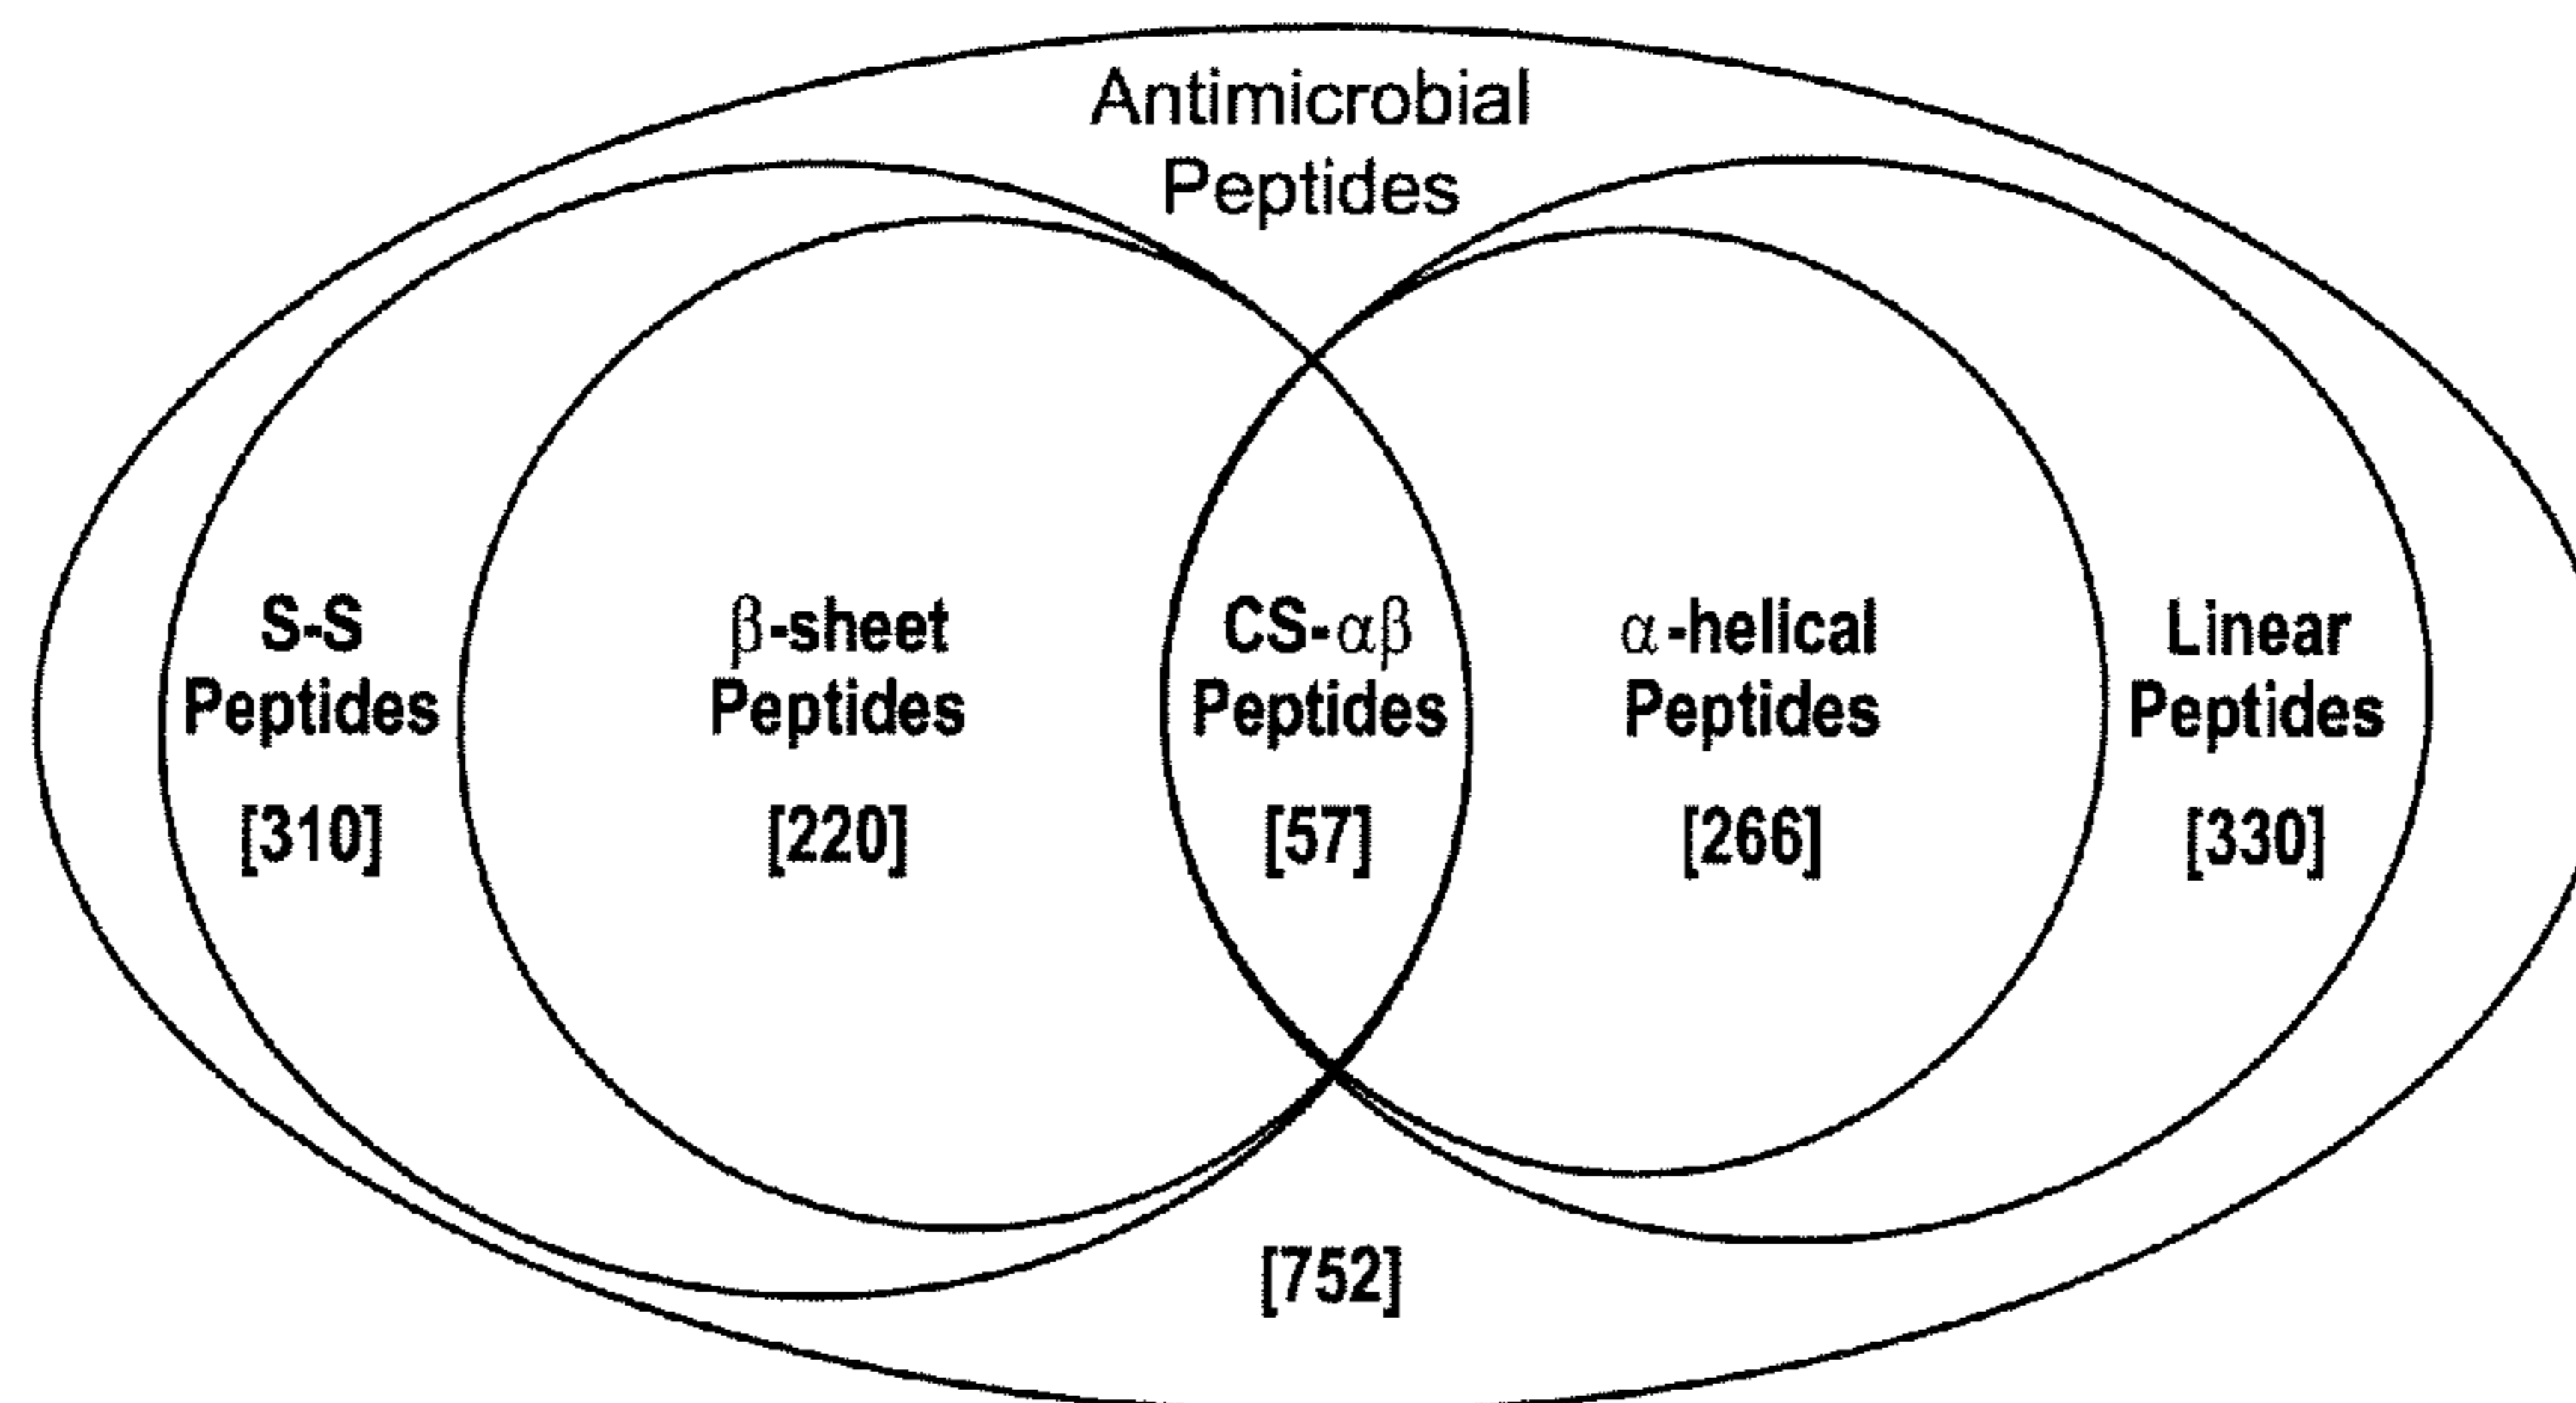 Antimicrobial
Peptides
S-S
Peptides
[310]
β-sheet
Peptides
[220]
CS-αβ
Peptides
[57]
α-helical
Peptides
[266]
Linear
Peptides
[330]
[752]